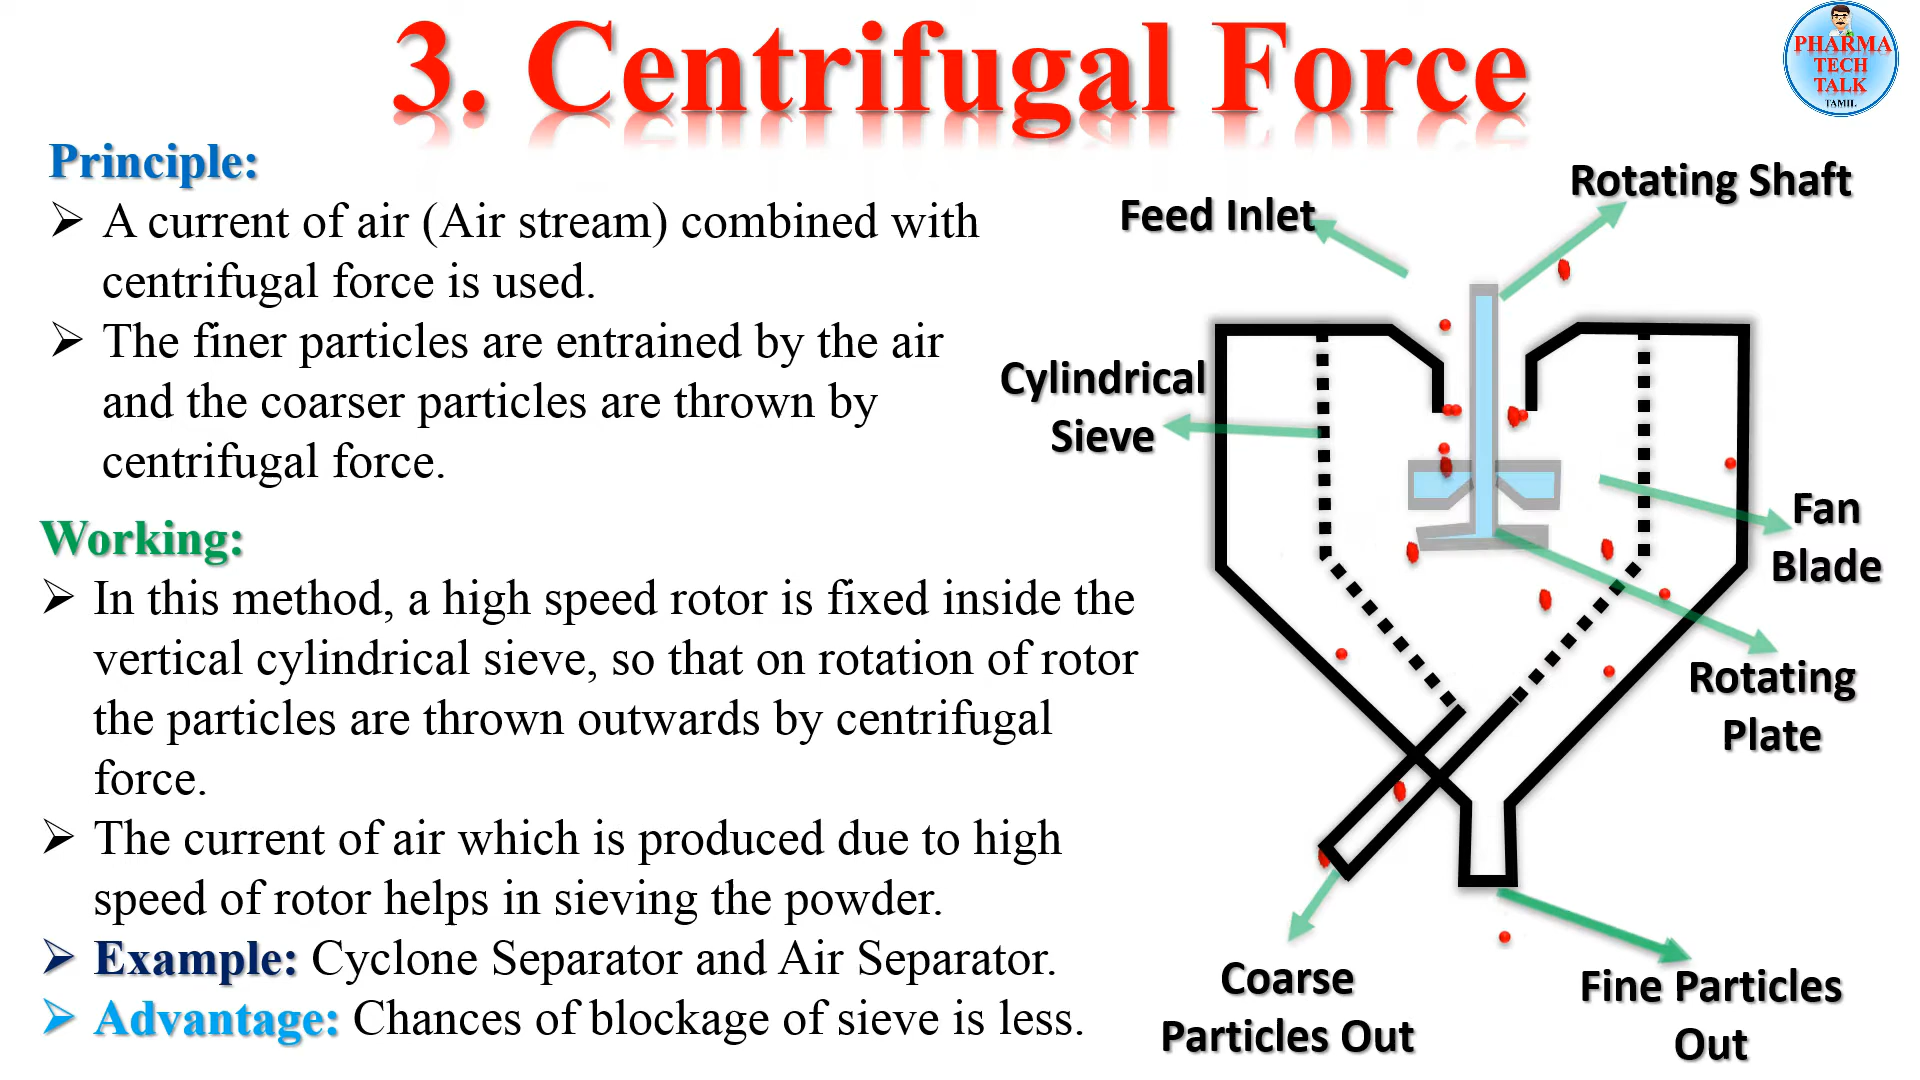 3. Centrifugal Force
PHARMA
TECH
TALK
TAMIL
Principle:
➢ A current of air (Air stream) combined with
centrifugal force is used.
➢ The finer particles are entrained by the air
and the coarser particles are thrown by
centrifugal force.
Working:
➢ In this method, a high speed rotor is fixed inside the
vertical cylindrical sieve, so that on rotation of rotor
the particles are thrown outwards by centrifugal
force.
➢ The current of air which is produced due to high
speed of rotor helps in sieving the powder.
➢ Example: Cyclone Separator and Air Separator.
➢ Advantage: Chances of blockage of sieve is less.
Rotating Shaft
Feed Inlet
Cylindrical
Sieve
Fan
Blade
Rotating
Plate
Coarse
Particles Out
Fine Particles
Out